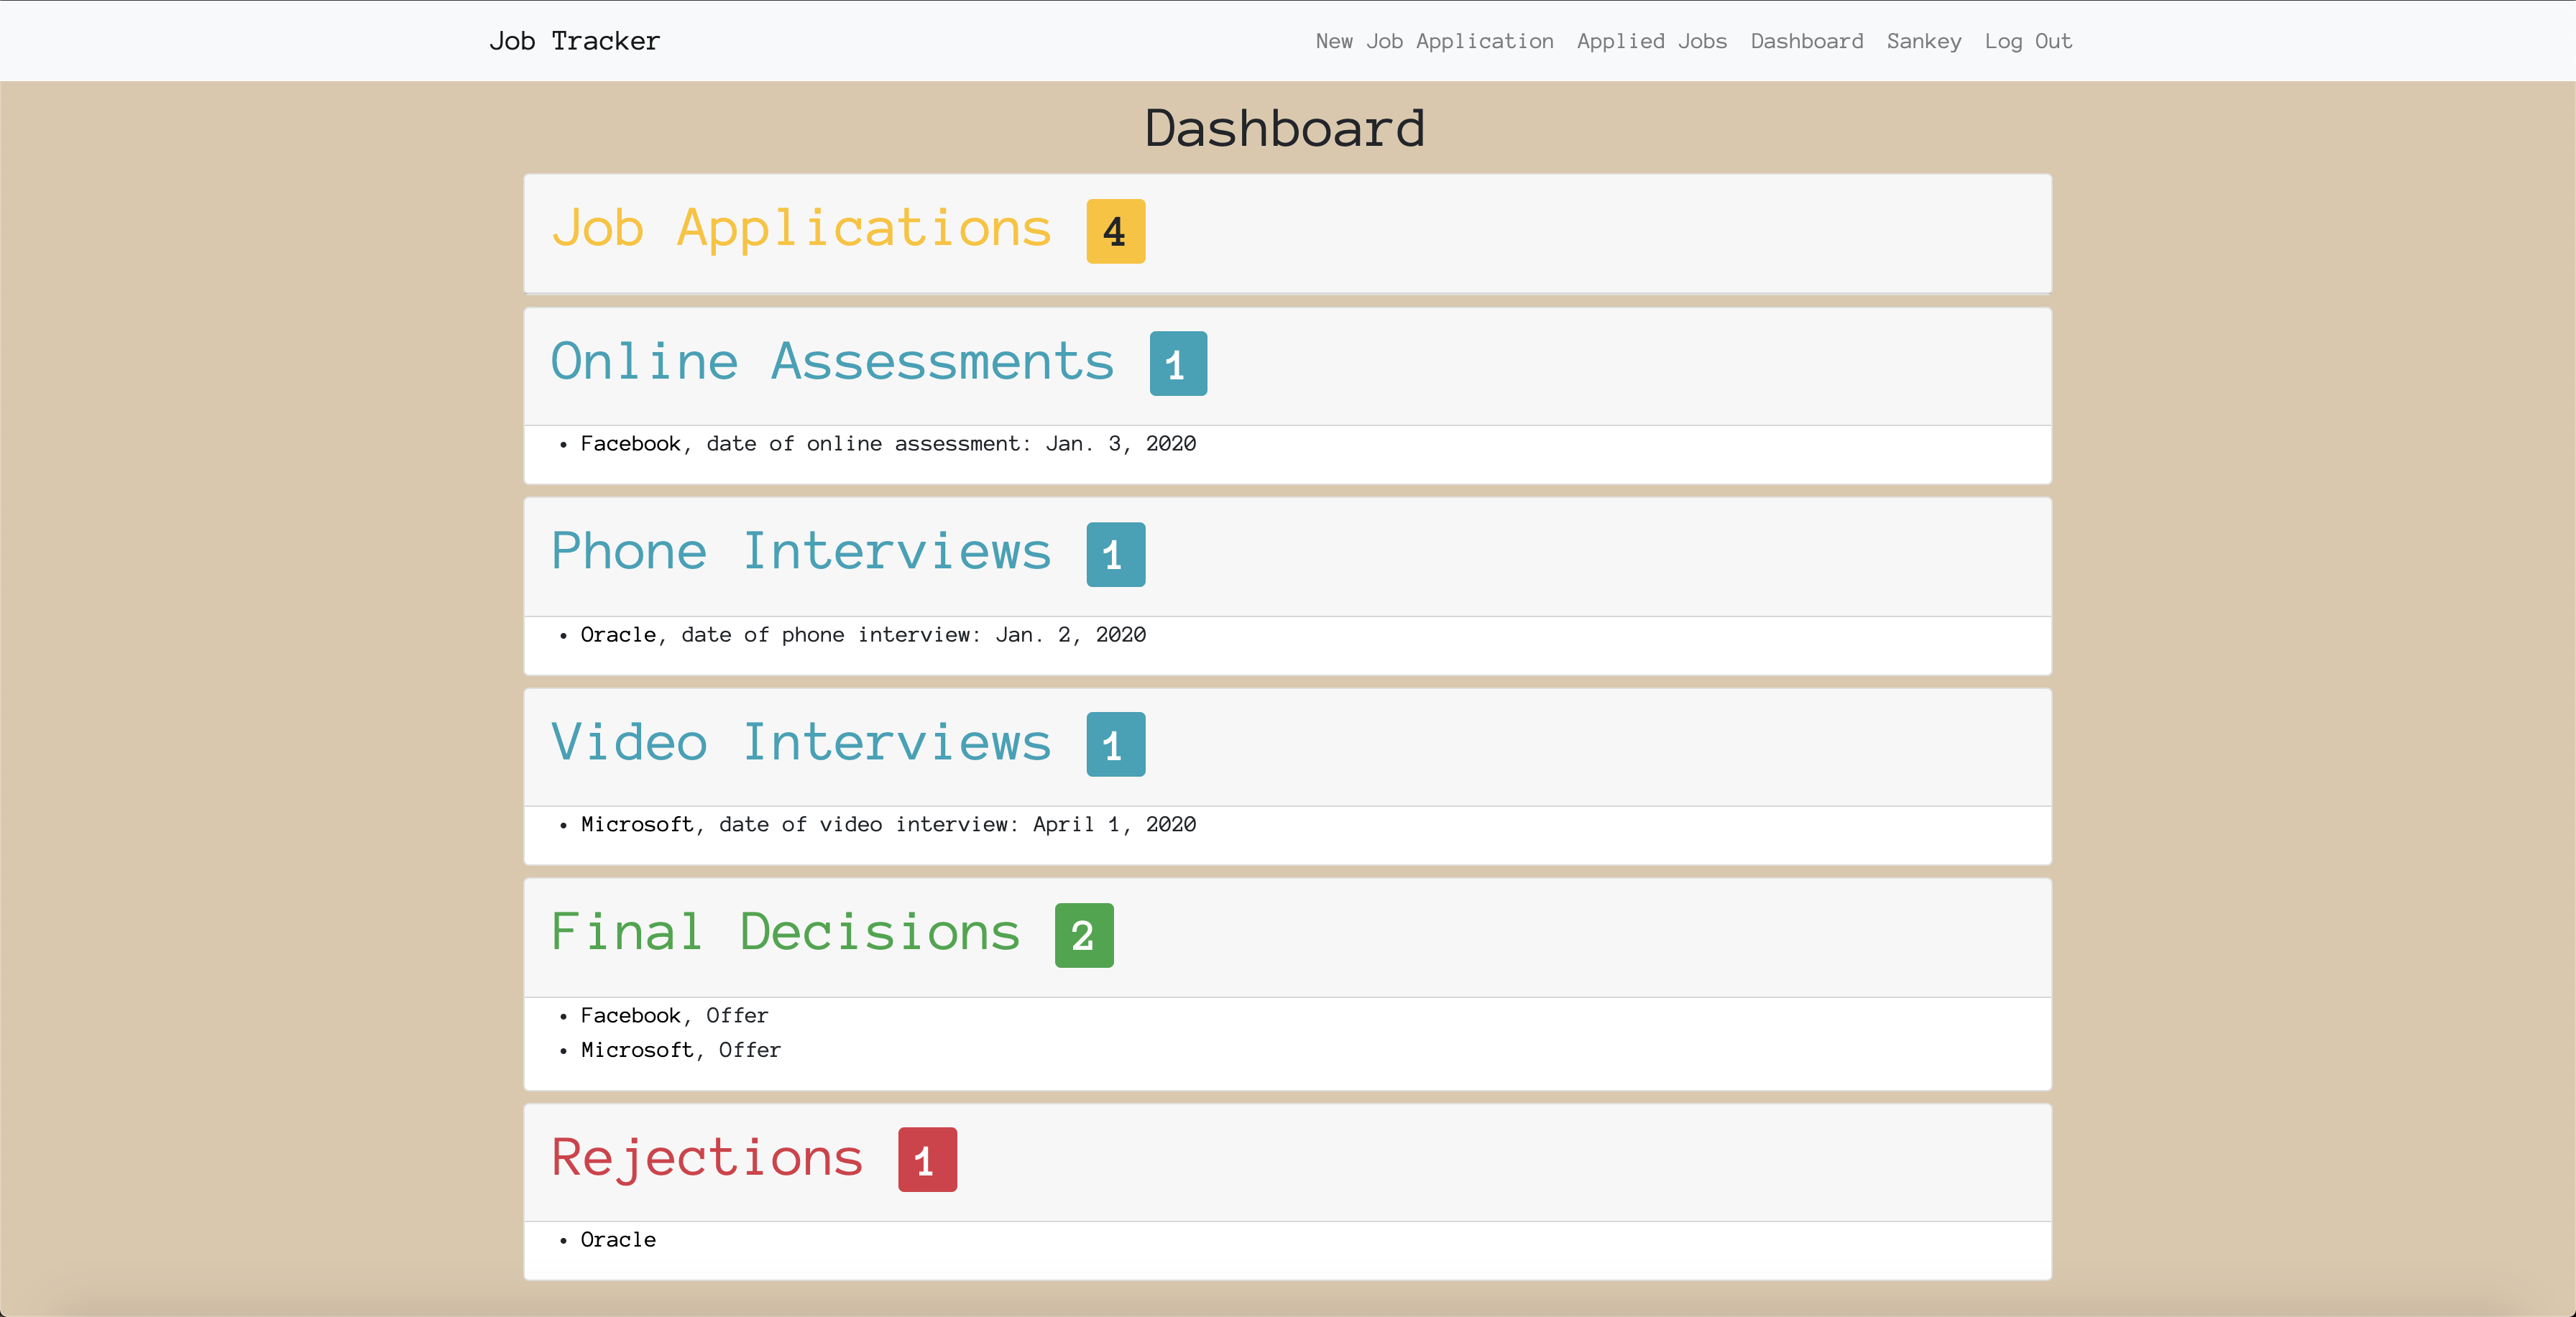 Job Tracker New Job Application Applied Jobs Dashboard Sankey Log Out
Dashboard
Job Applications 4
Online Assessments 1
• Facebook, date of online assessment: Jan. 3, 2020
Phone Interviews 1
• Oracle, date of phone interview: Jan. 2, 2020
Video Interviews 1
• Microsoft, date of video interview: April 1, 2020
Final Decisions 2
• Facebook, Offer
• Microsoft, Offer
Rejections 1
• Oracle